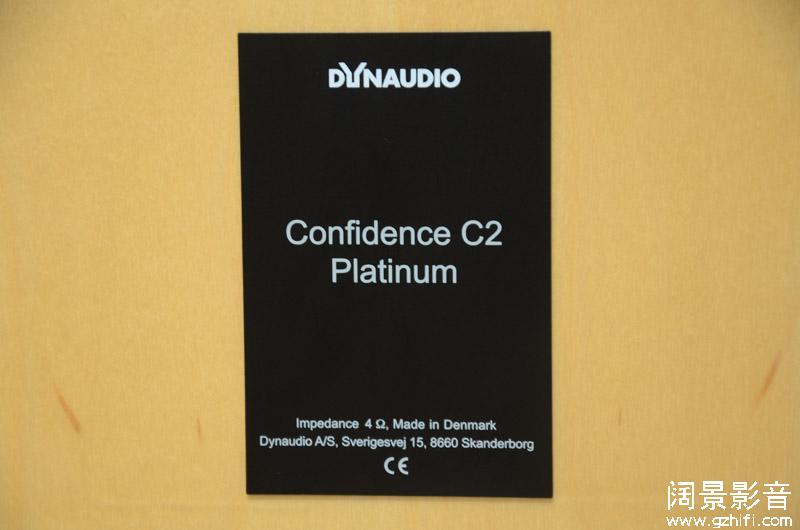 DYNAUDIO
Confidence C2
Platinum
Impedance 4 Ω, Made in Denmark
Dynaudio A/S, Sverigesvej 15, 8660 Skanderborg
CE
阔景影音
www.gzhifi.com